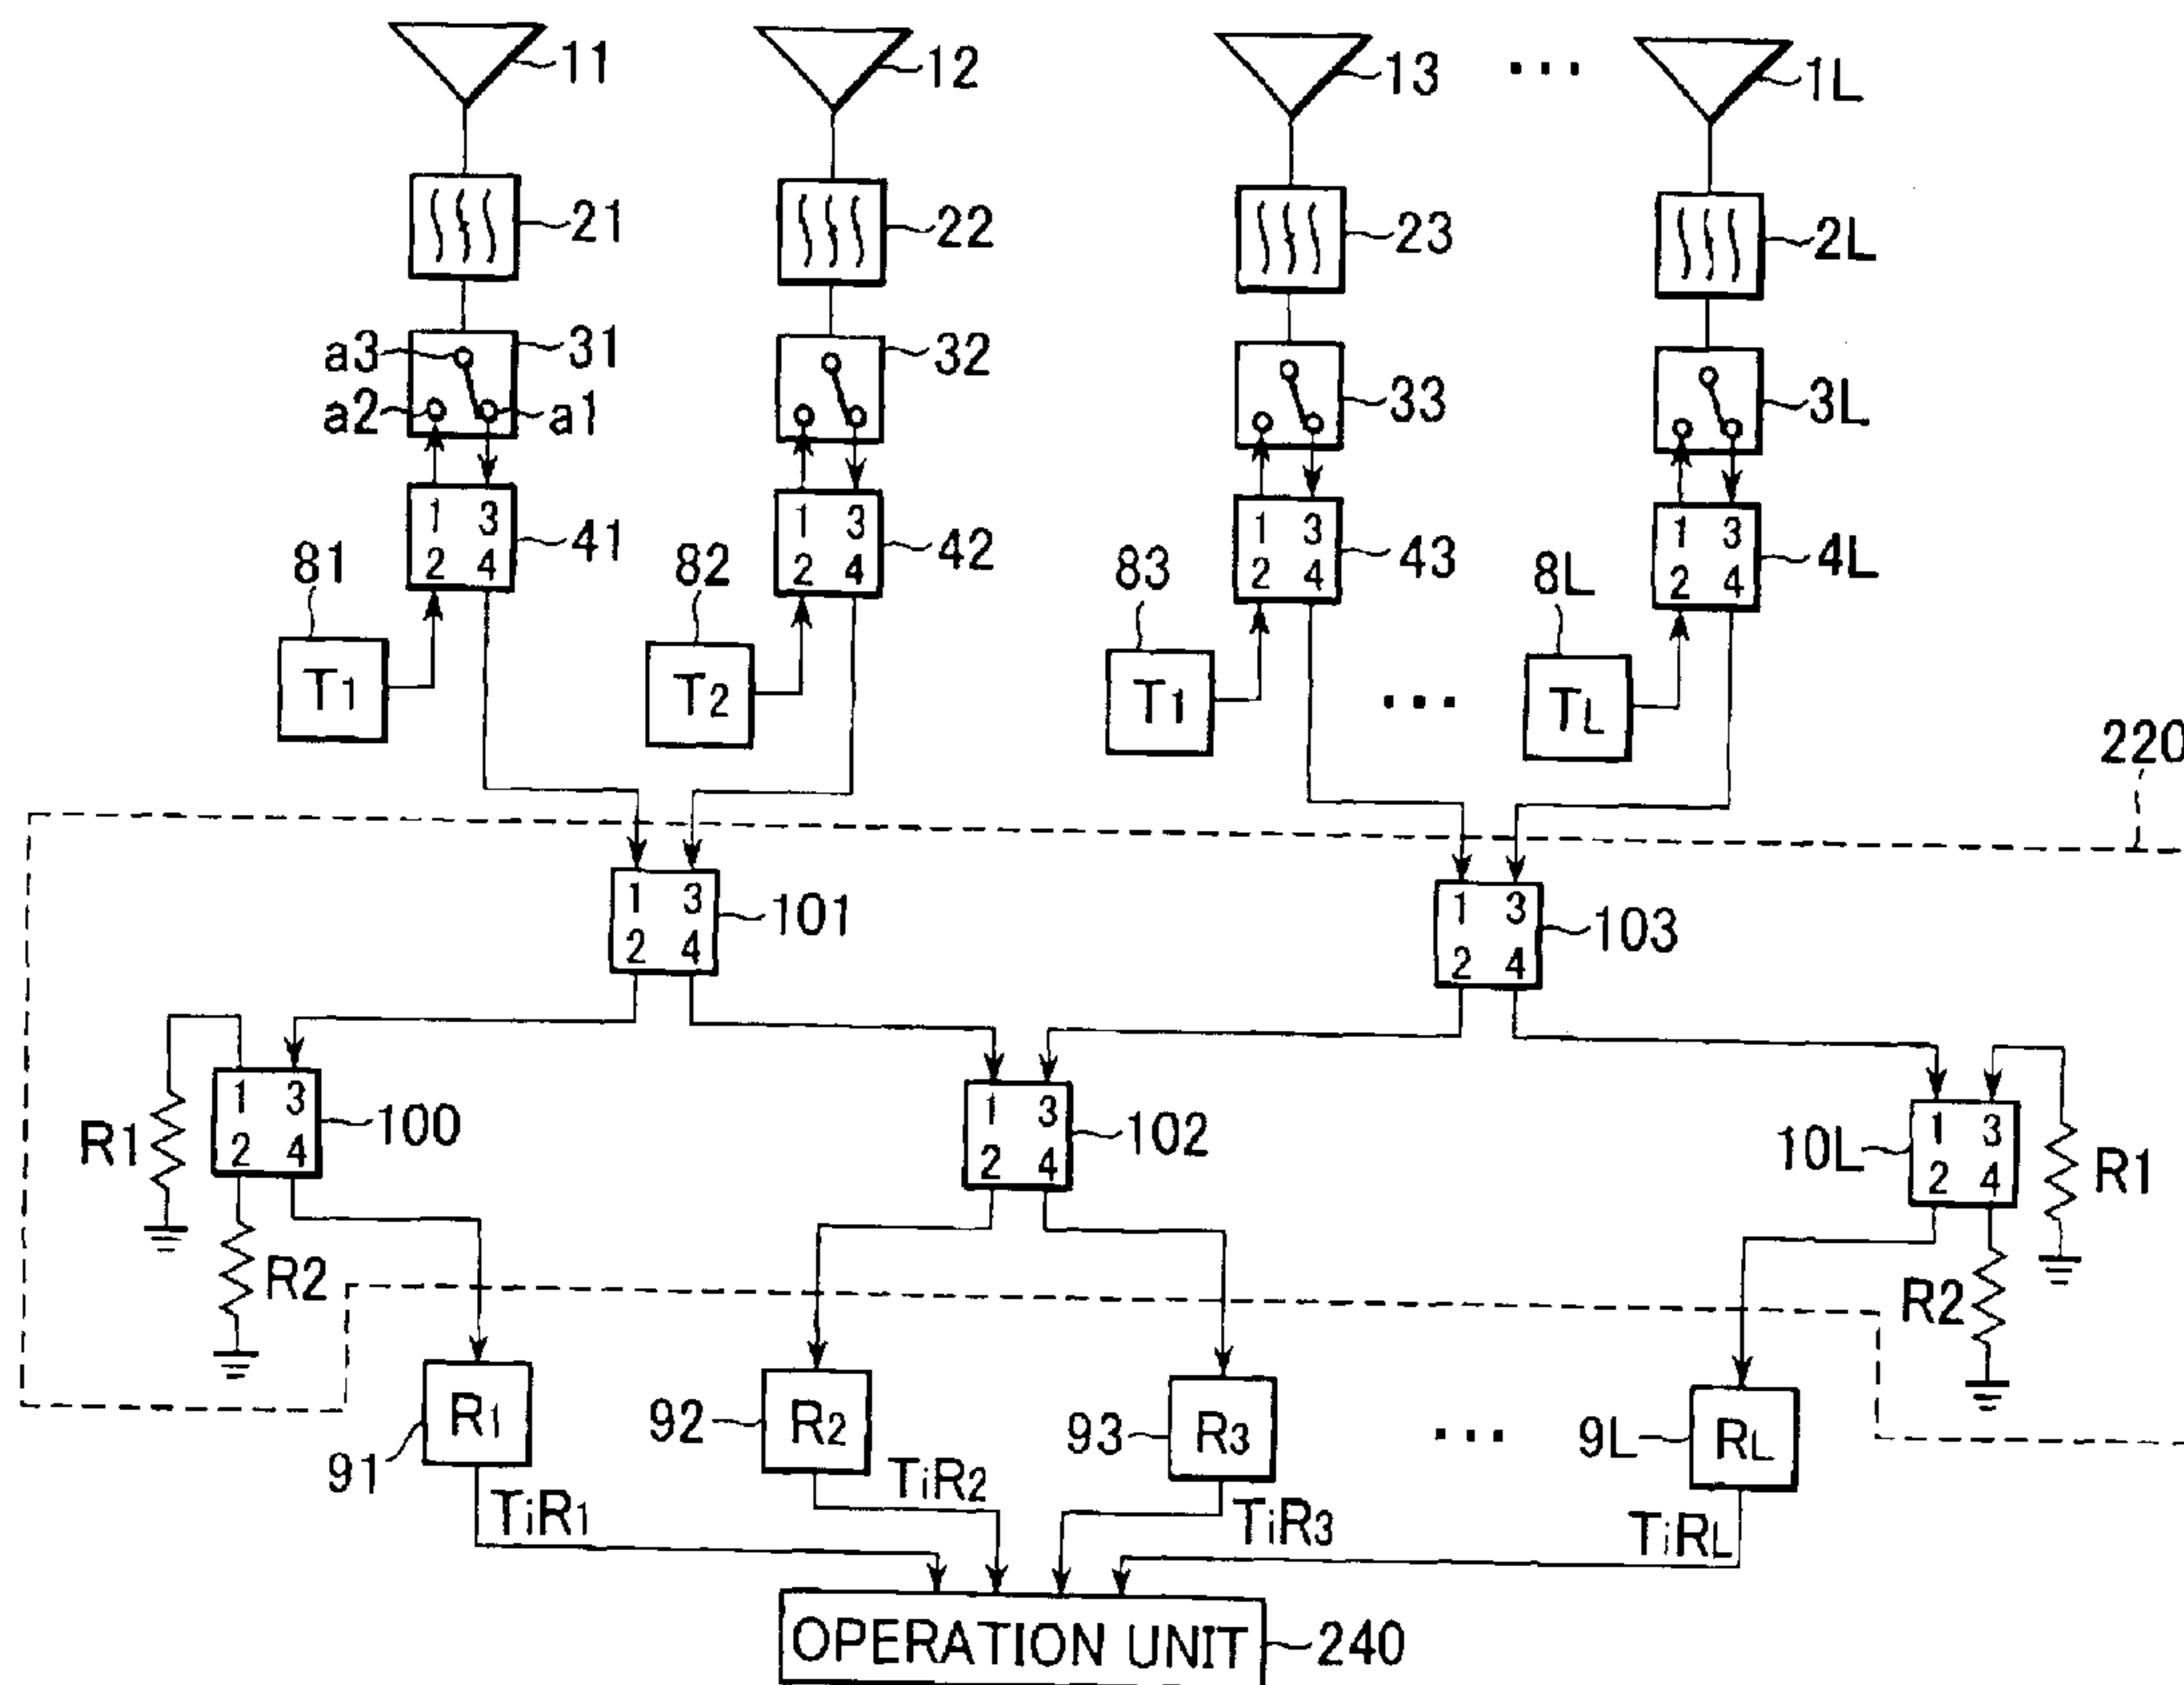 11
12
13
...
1L
21
22
23
2L
a3
31
32
33
3L
a2
a1
1 3
2 4
41
1 3
2 4
42
1 3
2 4
43
1 3
2 4
4L
81
82
83
8L
T1
T2
T1
...
TL
220
1 3
2 4
101
1 3
2 4
103
R1
1 3
2 4
100
1 3
2 4
102
10L
1 3
2 4
R1
R2
R2
91
R1
92
R2
93
R3
...
9L
RL
TiR1
TiR2
TiR3
TiRL
OPERATION UNIT
240